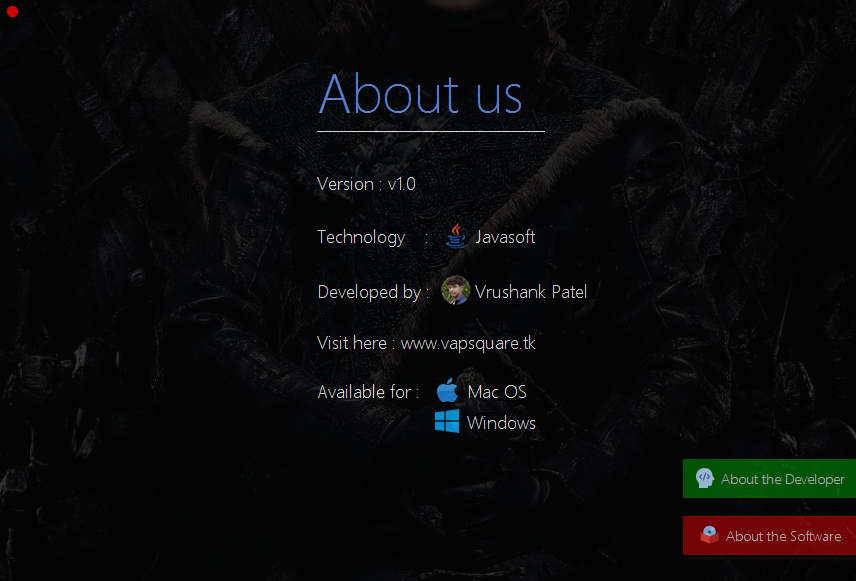 About us
Version : v1.0
Technology : Javasoft
Developed by : Vrushank Patel
Visit here : www.vapsquare.tk
Available for : Mac OS
Windows
About the Developer
About the Software